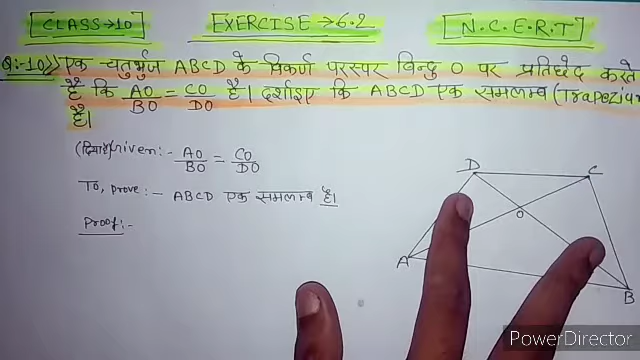 CLASS→10 EXERCISE→6.2 N.C.E.R.T
Q:-10>> एक चतुर्भुज ABCD के विकर्ण परस्पर बिन्दु O पर प्रतिछेद करते
है कि AO/BO = CO/DO है। दर्शाइए कि ABCD एक समलम्ब (Trapezium
है।
(दिया है) Given:- AO/BO = CO/DO
To, prove:- ABCD एक समलम्ब है।
Proof:-
D C
O
A
B
PowerDirector